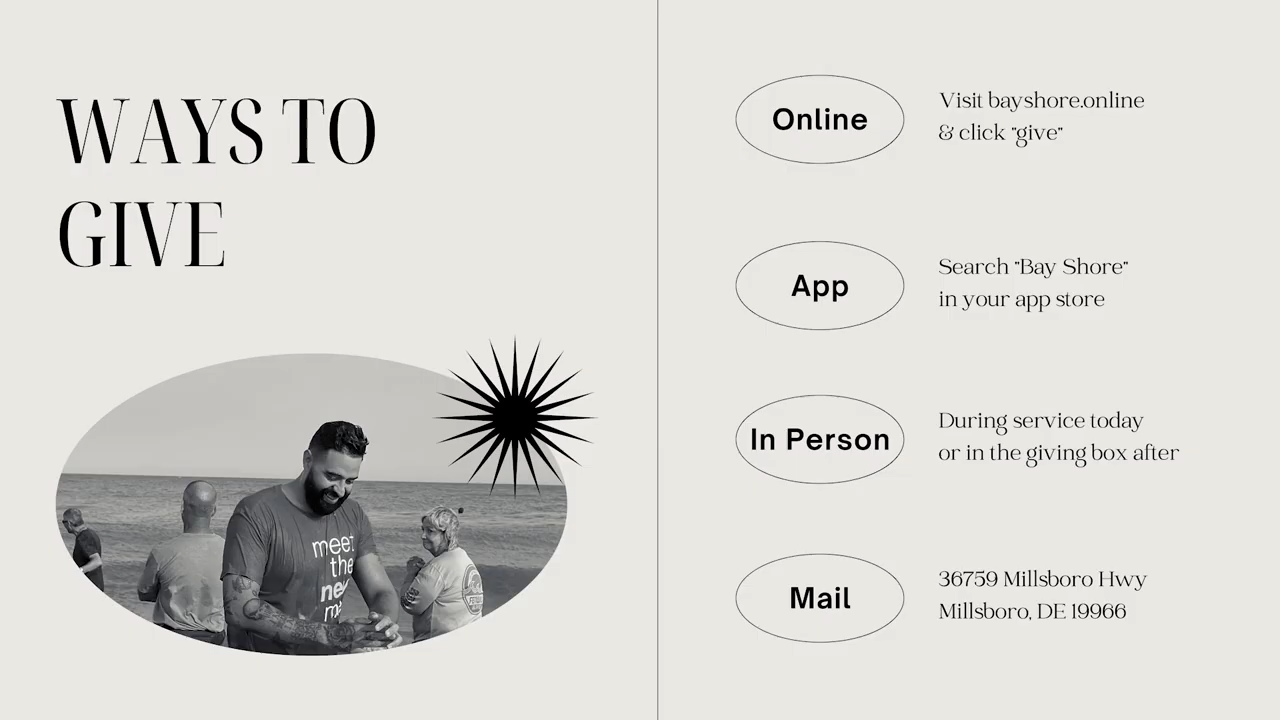 WAYS TO
GIVE
meet
the
Online
Visit bayshore.online
& click "give"
App
Search "Bay Shore"
in your app store
In Person
During service today
or in the giving box after
Mail
36759 Millsboro Hwy
Millsboro, DE 19966